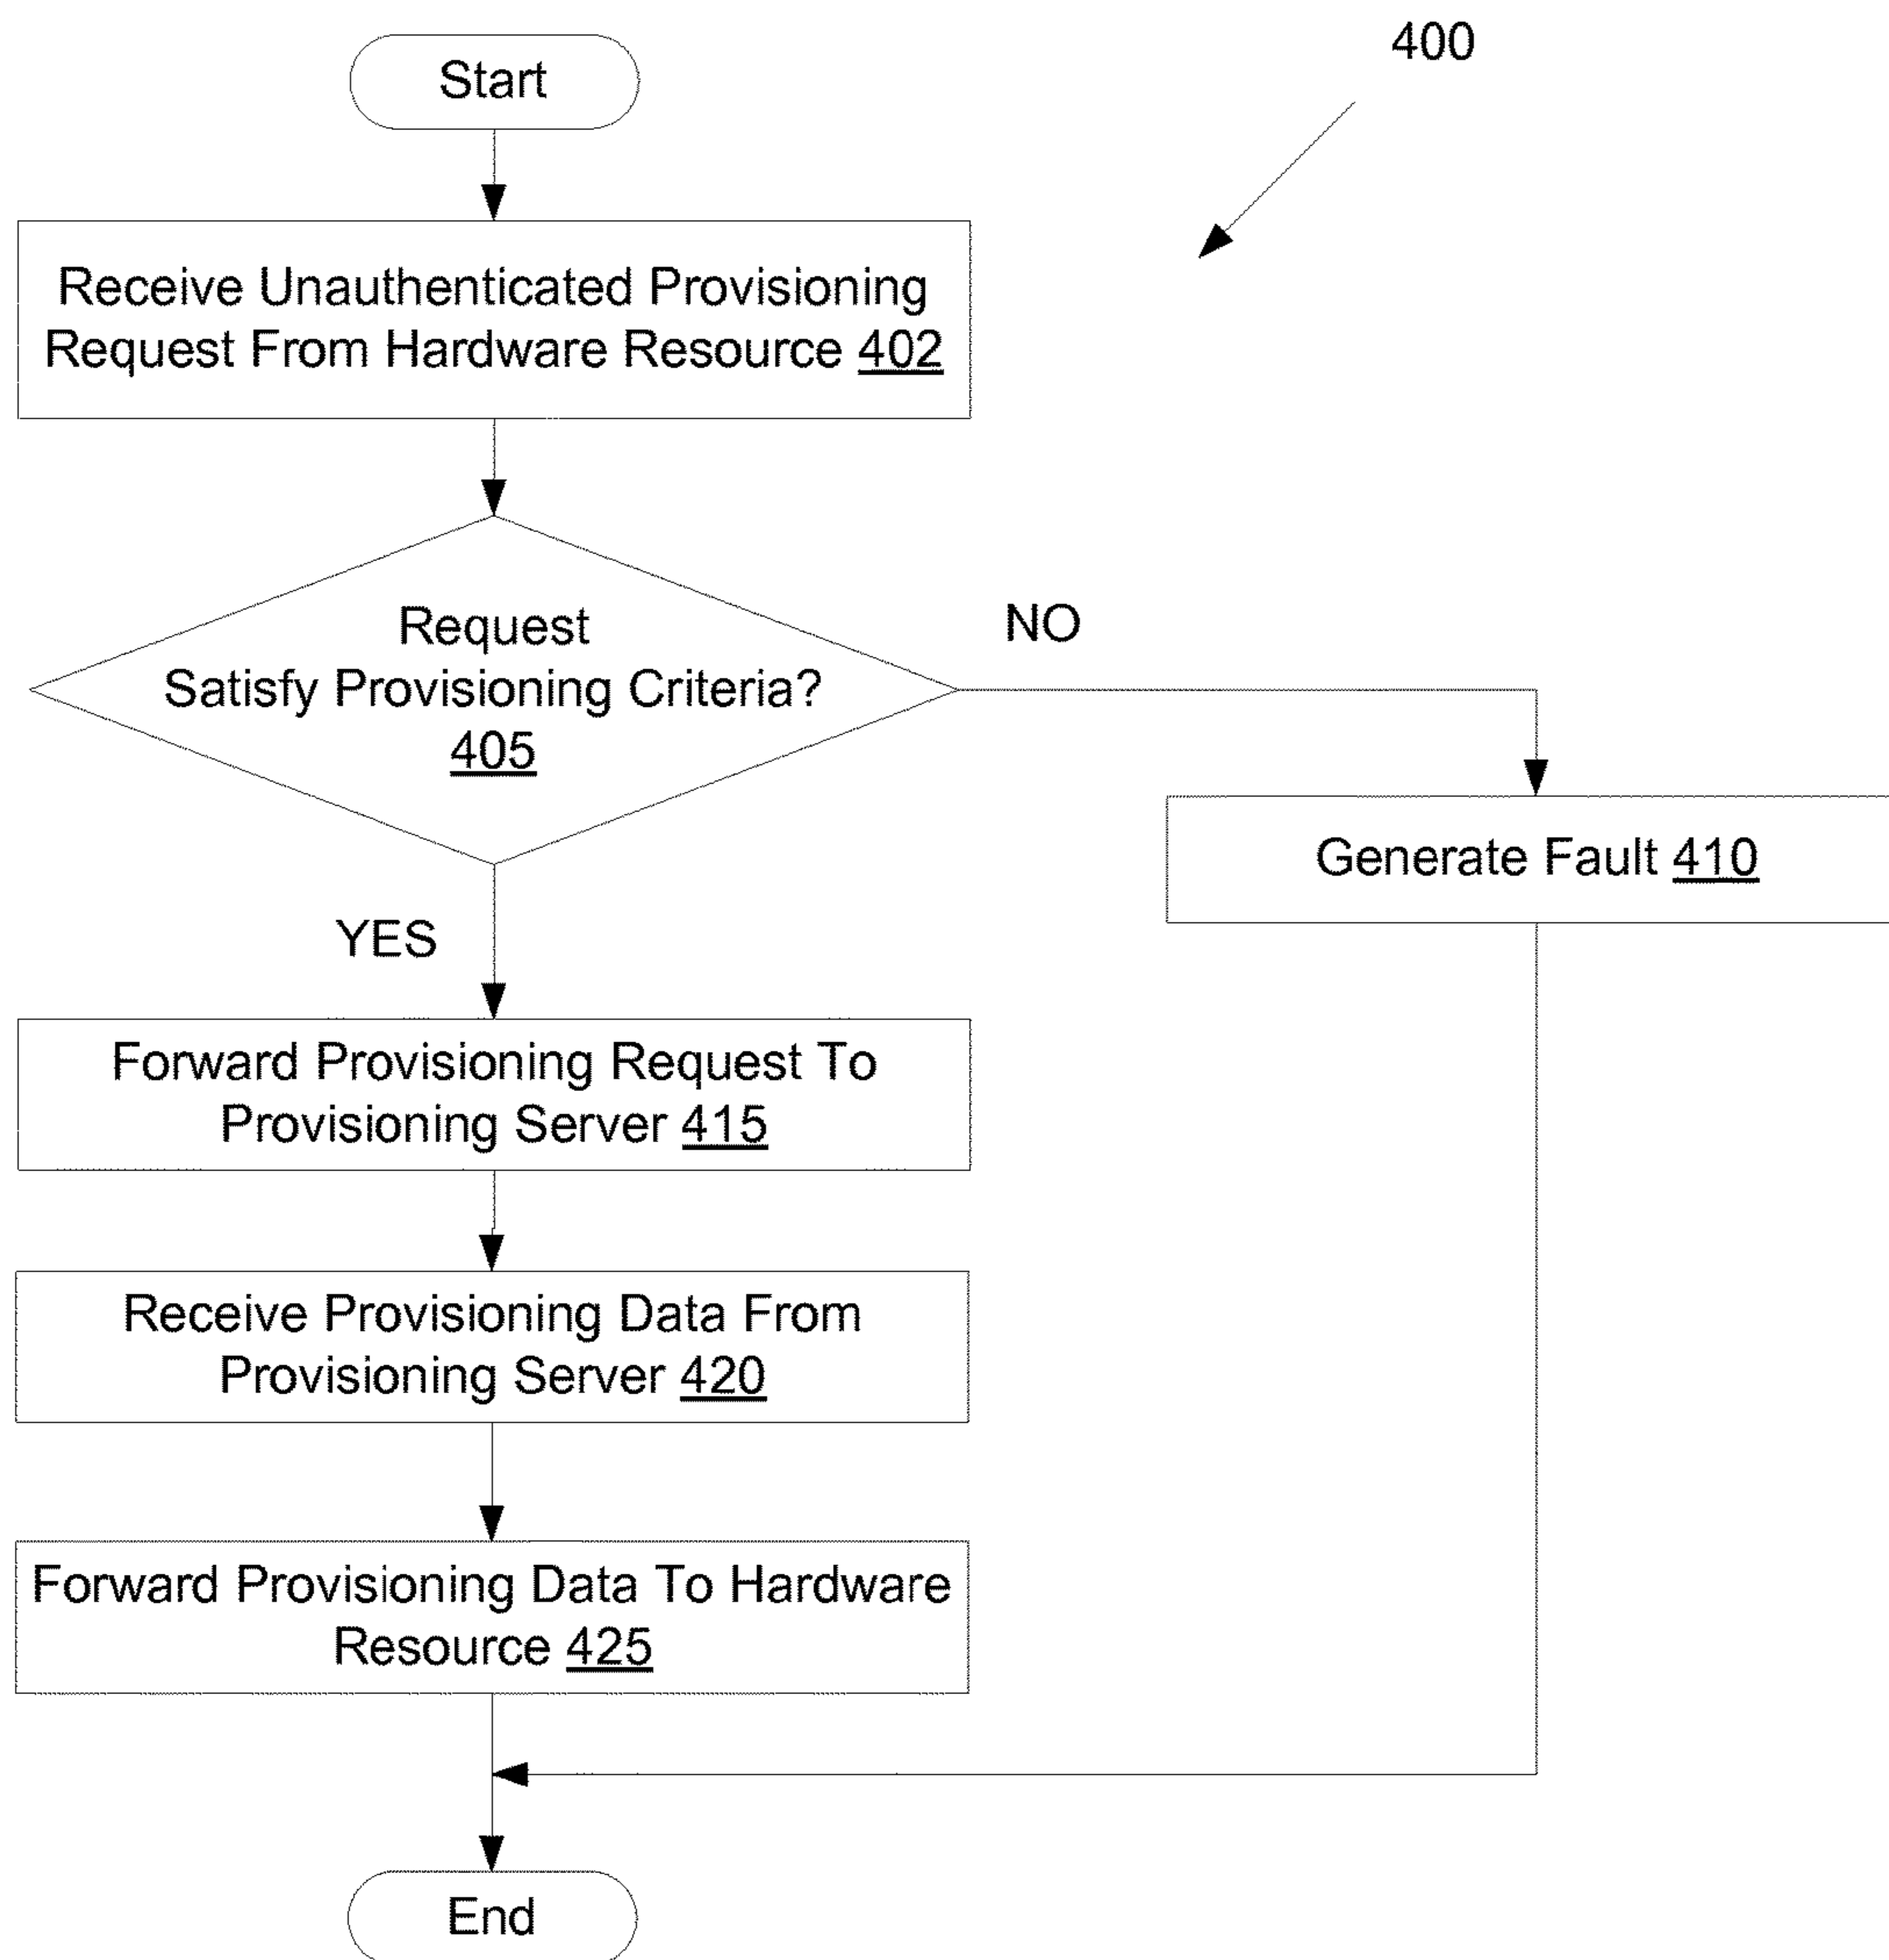 400
Start
Receive Unauthenticated Provisioning
Request From Hardware Resource 402
Request
Satisfy Provisioning Criteria?
405
NO
Generate Fault 410
YES
Forward Provisioning Request To
Provisioning Server 415
Receive Provisioning Data From
Provisioning Server 420
Forward Provisioning Data To Hardware
Resource 425
End